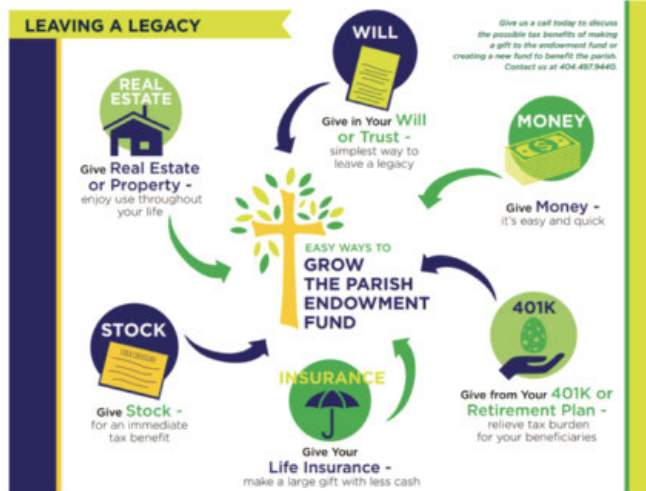 LEAVING A LEGACY
Give us a call today to discuss
the possible tax benefits of making
a gift to the endowment fund or
creating a new fund to benefit the parish.
Contact us at 404.497.9440.
WILL
Give in Your Will
or Trust -
simplest way to
leave a legacy
REAL
ESTATE
Give Real Estate
or Property -
enjoy use throughout
your life
MONEY
Give Money -
it's easy and quick
EASY WAYS TO
GROW
THE PARISH
ENDOWMENT
FUND
STOCK
Give Stock -
for an immediate
tax benefit
INSURANCE
Give Your
Life Insurance -
make a large gift with less cash
401K
Give from Your 401K or
Retirement Plan -
relieve tax burden
for your beneficiaries